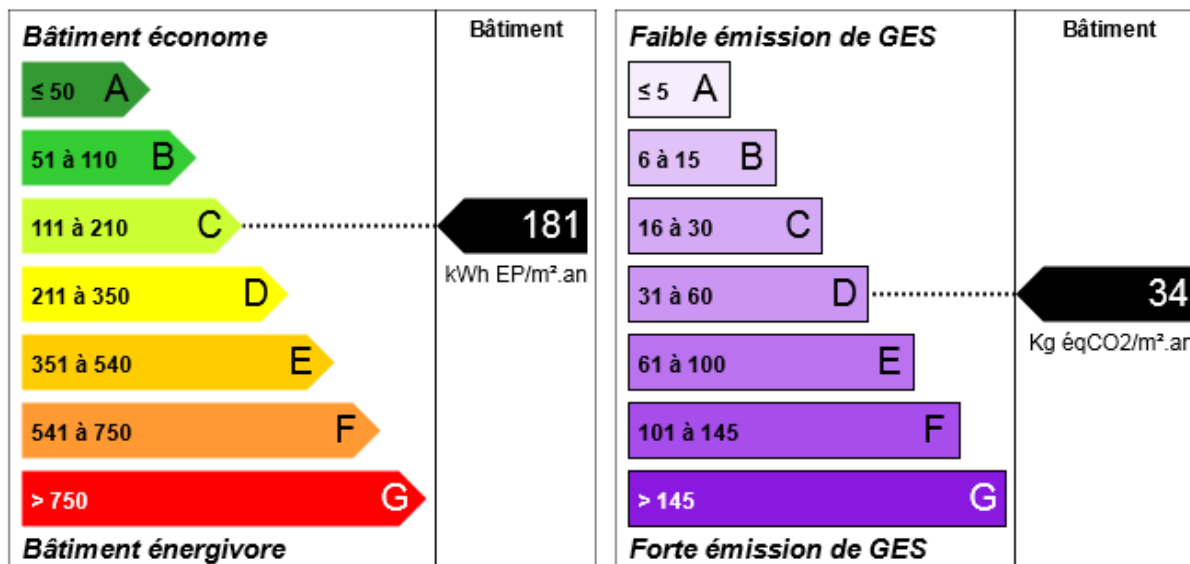 Bâtiment économe
Bâtiment
≤ 50 A
51 à 110 B
111 à 210 C
181
kWh EP/m².an
211 à 350 D
351 à 540 E
541 à 750 F
> 750 G
Bâtiment énergivore
Faible émission de GES
Bâtiment
≤ 5 A
6 à 15 B
16 à 30 C
31 à 60 D
34
Kg éqCO2/m².an
61 à 100 E
101 à 145 F
> 145 G
Forte émission de GES